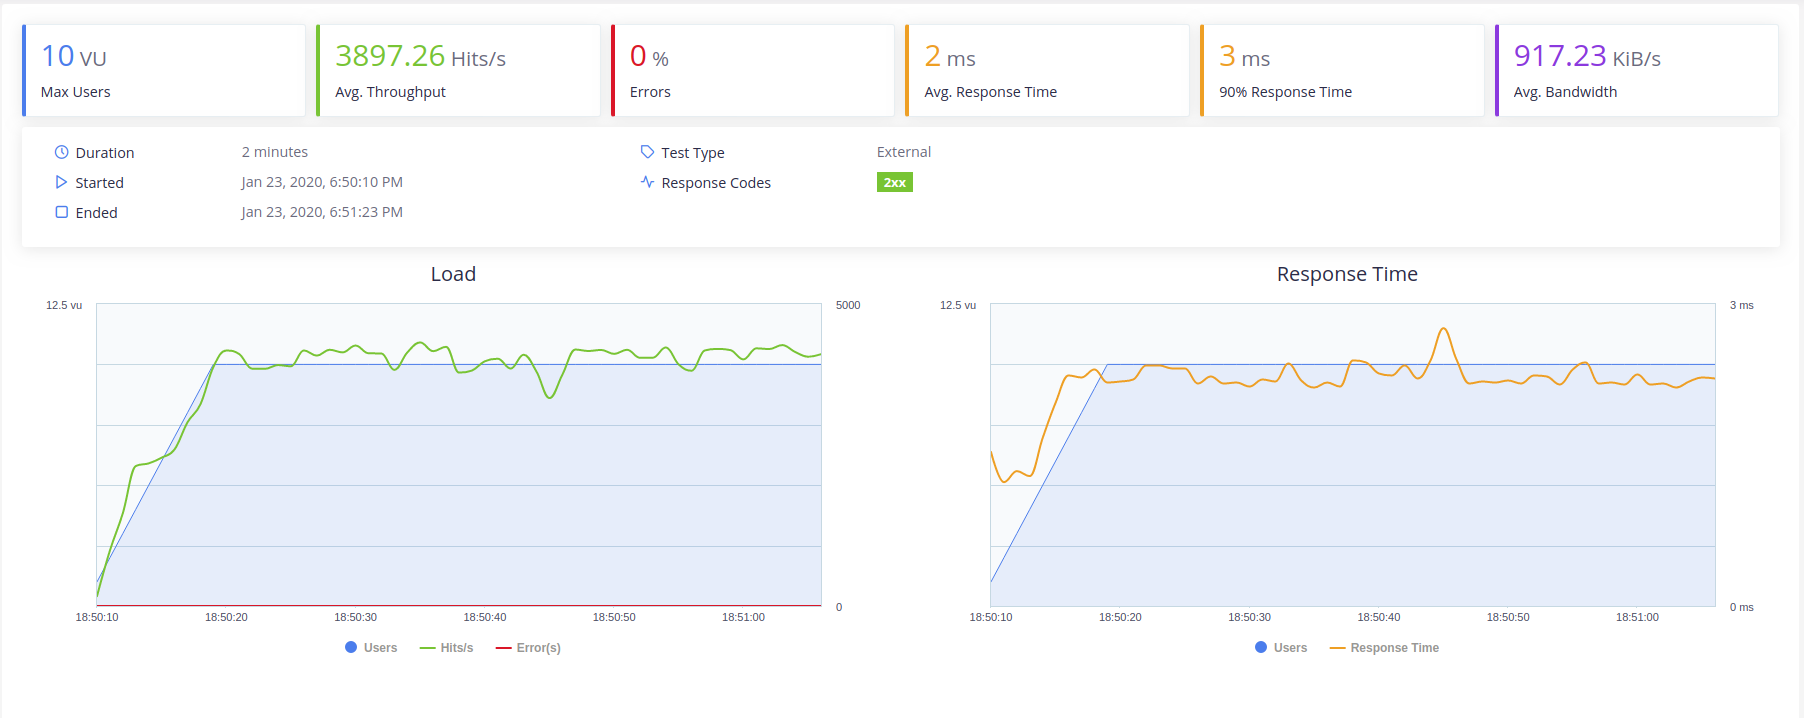 10 VU
Max Users
3897.26 Hits/s
Avg. Throughput
0 %
Errors
2 ms
Avg. Response Time
3 ms
90% Response Time
917.23 KiB/s
Avg. Bandwidth
Duration 2 minutes
Started Jan 23, 2020, 6:50:10 PM
Ended Jan 23, 2020, 6:51:23 PM
Test Type External
Response Codes 2xx
Load
12.5 vu 5000
0
18:50:10 18:50:20 18:50:30 18:50:40 18:50:50 18:51:00
Users Hits/s Error(s)
Response Time
12.5 vu 3 ms
0 ms
18:50:10 18:50:20 18:50:30 18:50:40 18:50:50 18:51:00
Users Response Time